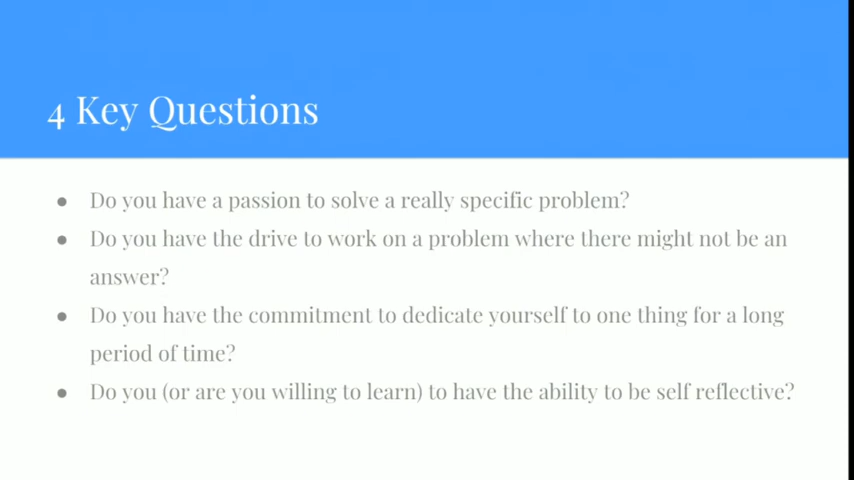 4 Key Questions
● Do you have a passion to solve a really specific problem?
● Do you have the drive to work on a problem where there might not be an
answer?
● Do you have the commitment to dedicate yourself to one thing for a long
period of time?
● Do you (or are you willing to learn) to have the ability to be self reflective?